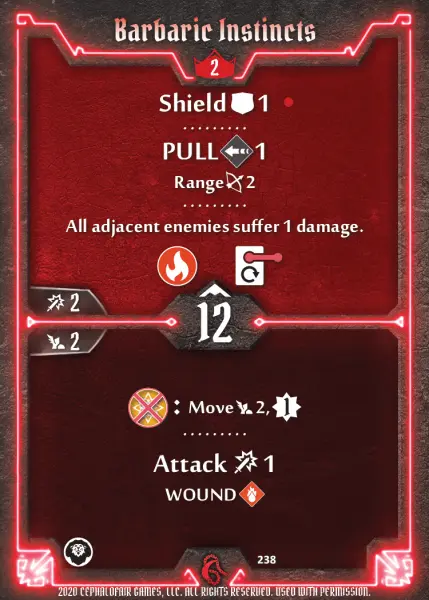 Barbaric Instincts
2
Shield 1
PULL 1
Range 2
All adjacent enemies suffer 1 damage.
2
12
2
: Move 2, 1
Attack 1
WOUND
238
2020 CEPHALOFAIR GAMES, LLC. ALL RIGHTS RESERVED. USED WITH PERMISSION.